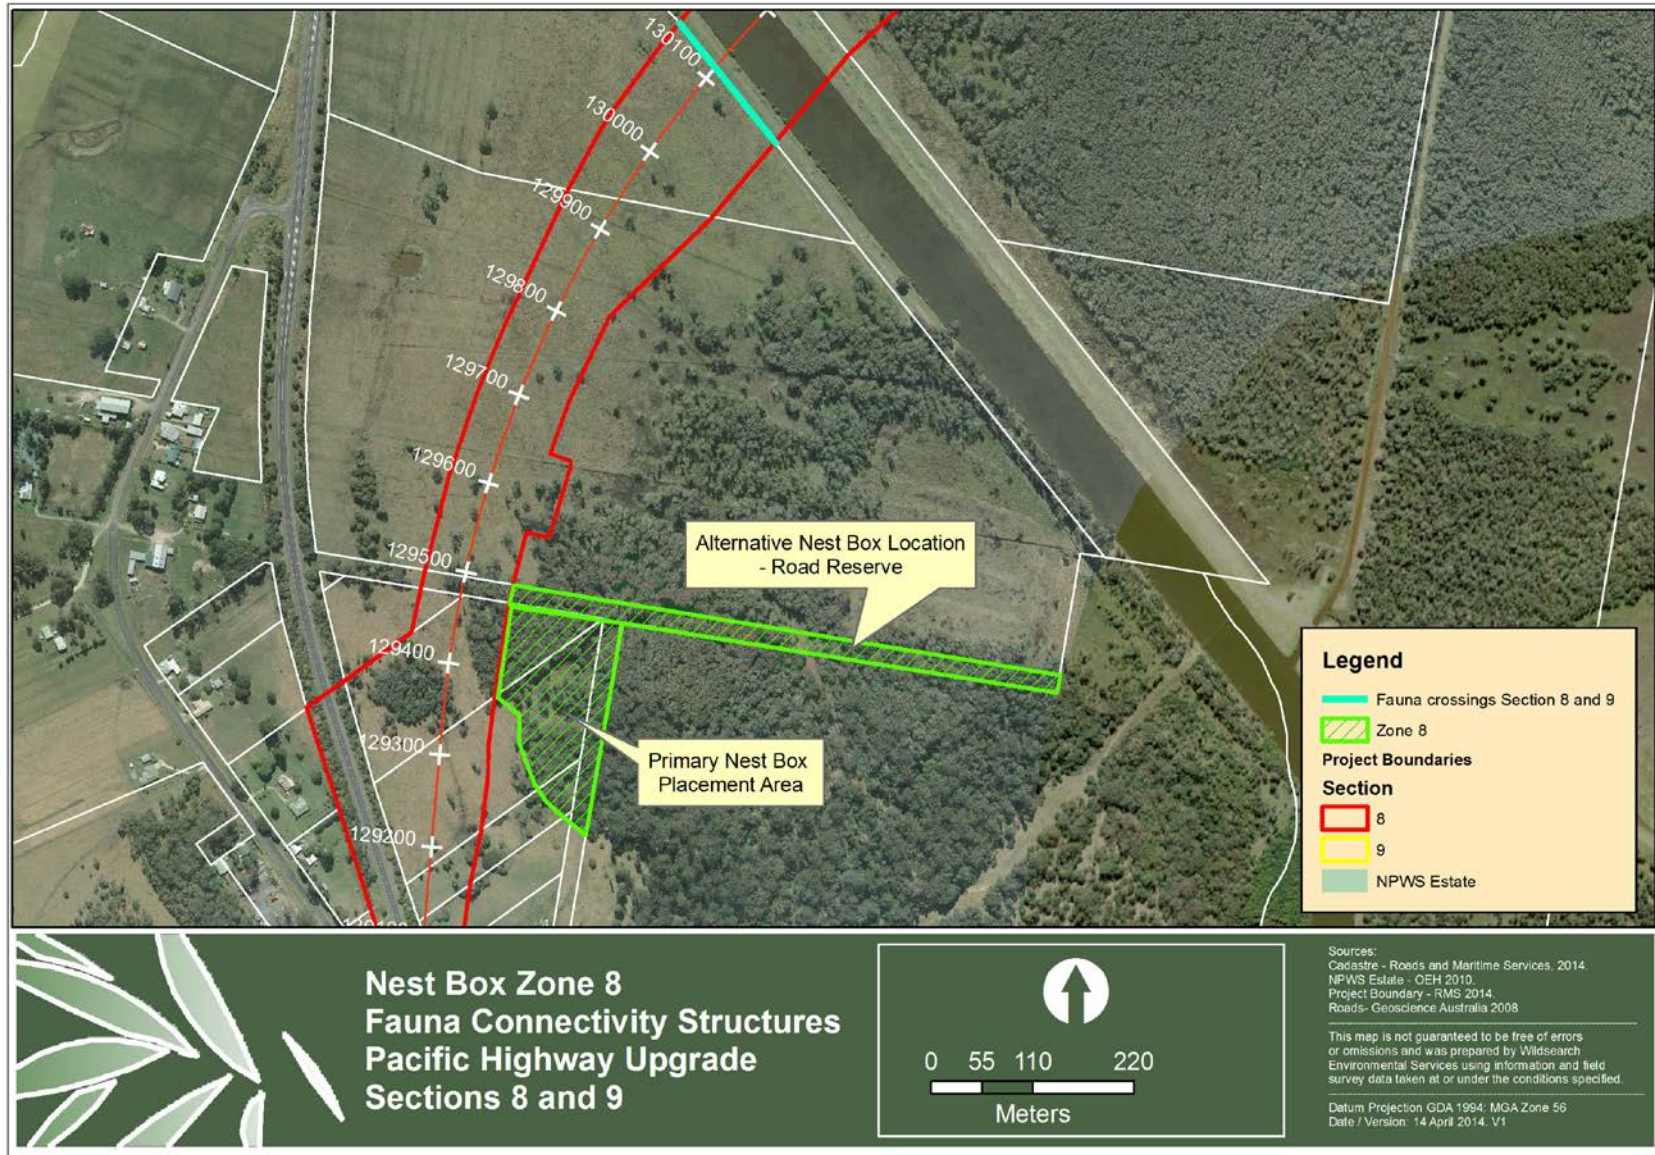 130100
130000
129900
129800
129700
129600
129500
129400
129300
129200
Alternative Nest Box Location
- Road Reserve
Primary Nest Box
Placement Area
Legend
Fauna crossings Section 8 and 9
Zone 8
Project Boundaries
Section
8
9
NPWS Estate
Nest Box Zone 8
Fauna Connectivity Structures
Pacific Highway Upgrade
Sections 8 and 9
0 55 110 220
Meters
Sources:
Cadastre - Roads and Maritime Services, 2014.
NPWS Estate - OEH 2010.
Project Boundary - RMS 2014.
Roads- Geoscience Australia 2008
This map is not guaranteed to be free of errors
or omissions and was prepared by Wildsearch
Environmental Services using information and field
survey data taken at or under the conditions specified.
Datum Projection GDA 1994: MGA Zone 56
Date / Version: 14 April 2014. V1